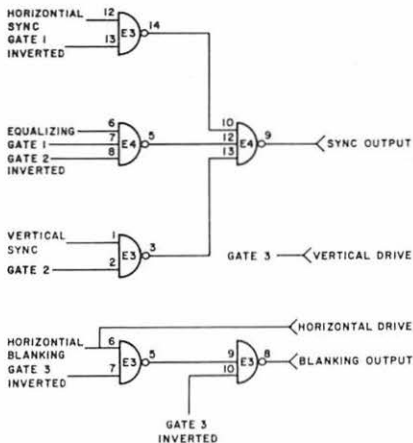 HORIZONTIAL 12
SYNC E3 14
GATE 1 13
INVERTED
10
EQUALIZING 6
GATE 1 7 E4 5 12 E4 9 SYNC OUTPUT
GATE 2 8 13
INVERTED
VERTICAL 1
SYNC E3 3
GATE 2 2
GATE 3 VERTICAL DRIVE
HORIZONTAL DRIVE
HORIZONTIAL 6
BLANKING E3 5 9 E3 8 BLANKING OUTPUT
GATE 3 7 10
INVERTED
GATE 3
INVERTED